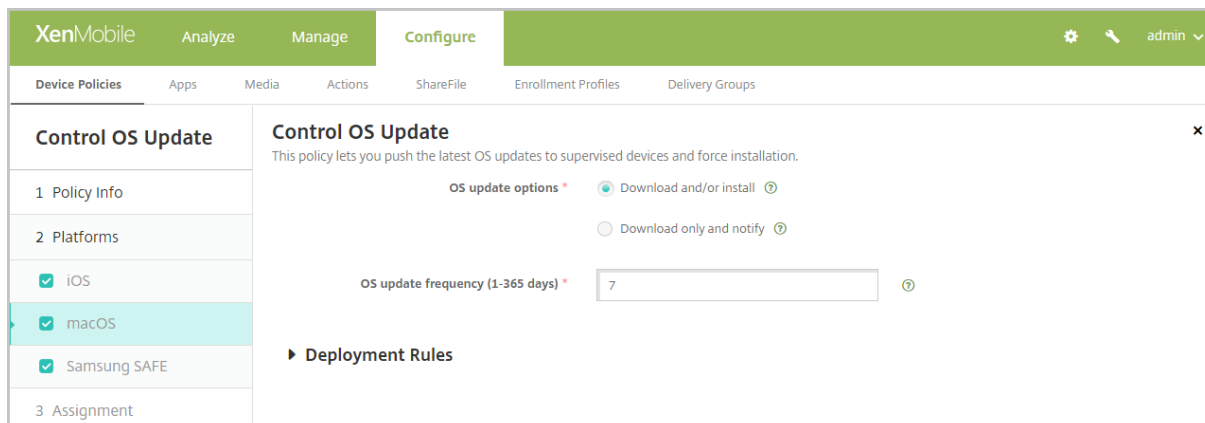 XenMobile Analyze Manage Configure admin
Device Policies Apps Media Actions ShareFile Enrollment Profiles Delivery Groups
Control OS Update
1 Policy Info
2 Platforms
iOS
macOS
Samsung SAFE
3 Assignment
Control OS Update
This policy lets you push the latest OS updates to supervised devices and force installation.
OS update options * Download and/or install
Download only and notify
OS update frequency (1-365 days) * 7
Deployment Rules